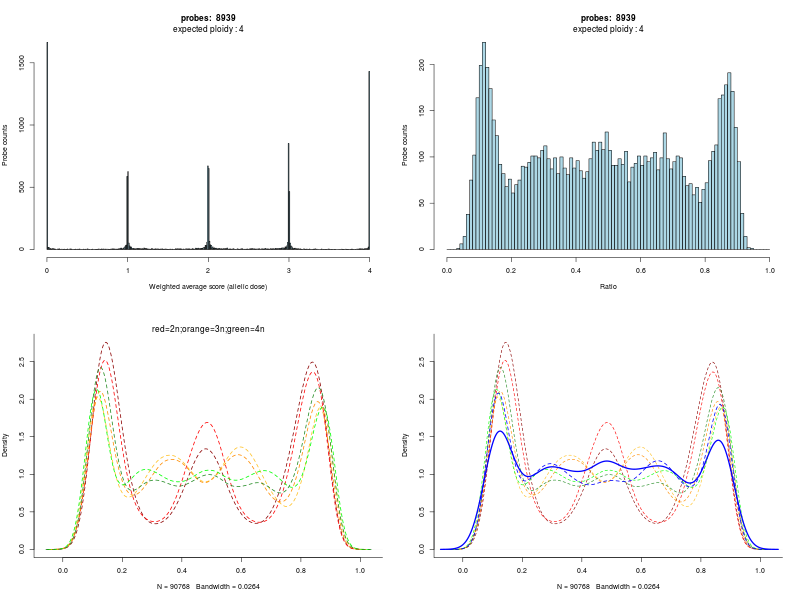 probes: 8939
expected ploidy : 4
Probe counts
1500
1000
500
0
0 1 2 3 4
Weighted average score (allelic dose)
probes: 8939
expected ploidy : 4
Probe counts
200
150
100
50
0
0.0 0.2 0.4 0.6 0.8 1.0
Ratio
red=2n;orange=3n;green=4n
Density
2.5
2.0
1.5
1.0
0.5
0.0
0.0 0.2 0.4 0.6 0.8 1.0
N = 90768 Bandwidth = 0.0264
Density
2.5
2.0
1.5
1.0
0.5
0.0
0.0 0.2 0.4 0.6 0.8 1.0
N = 90768 Bandwidth = 0.0264